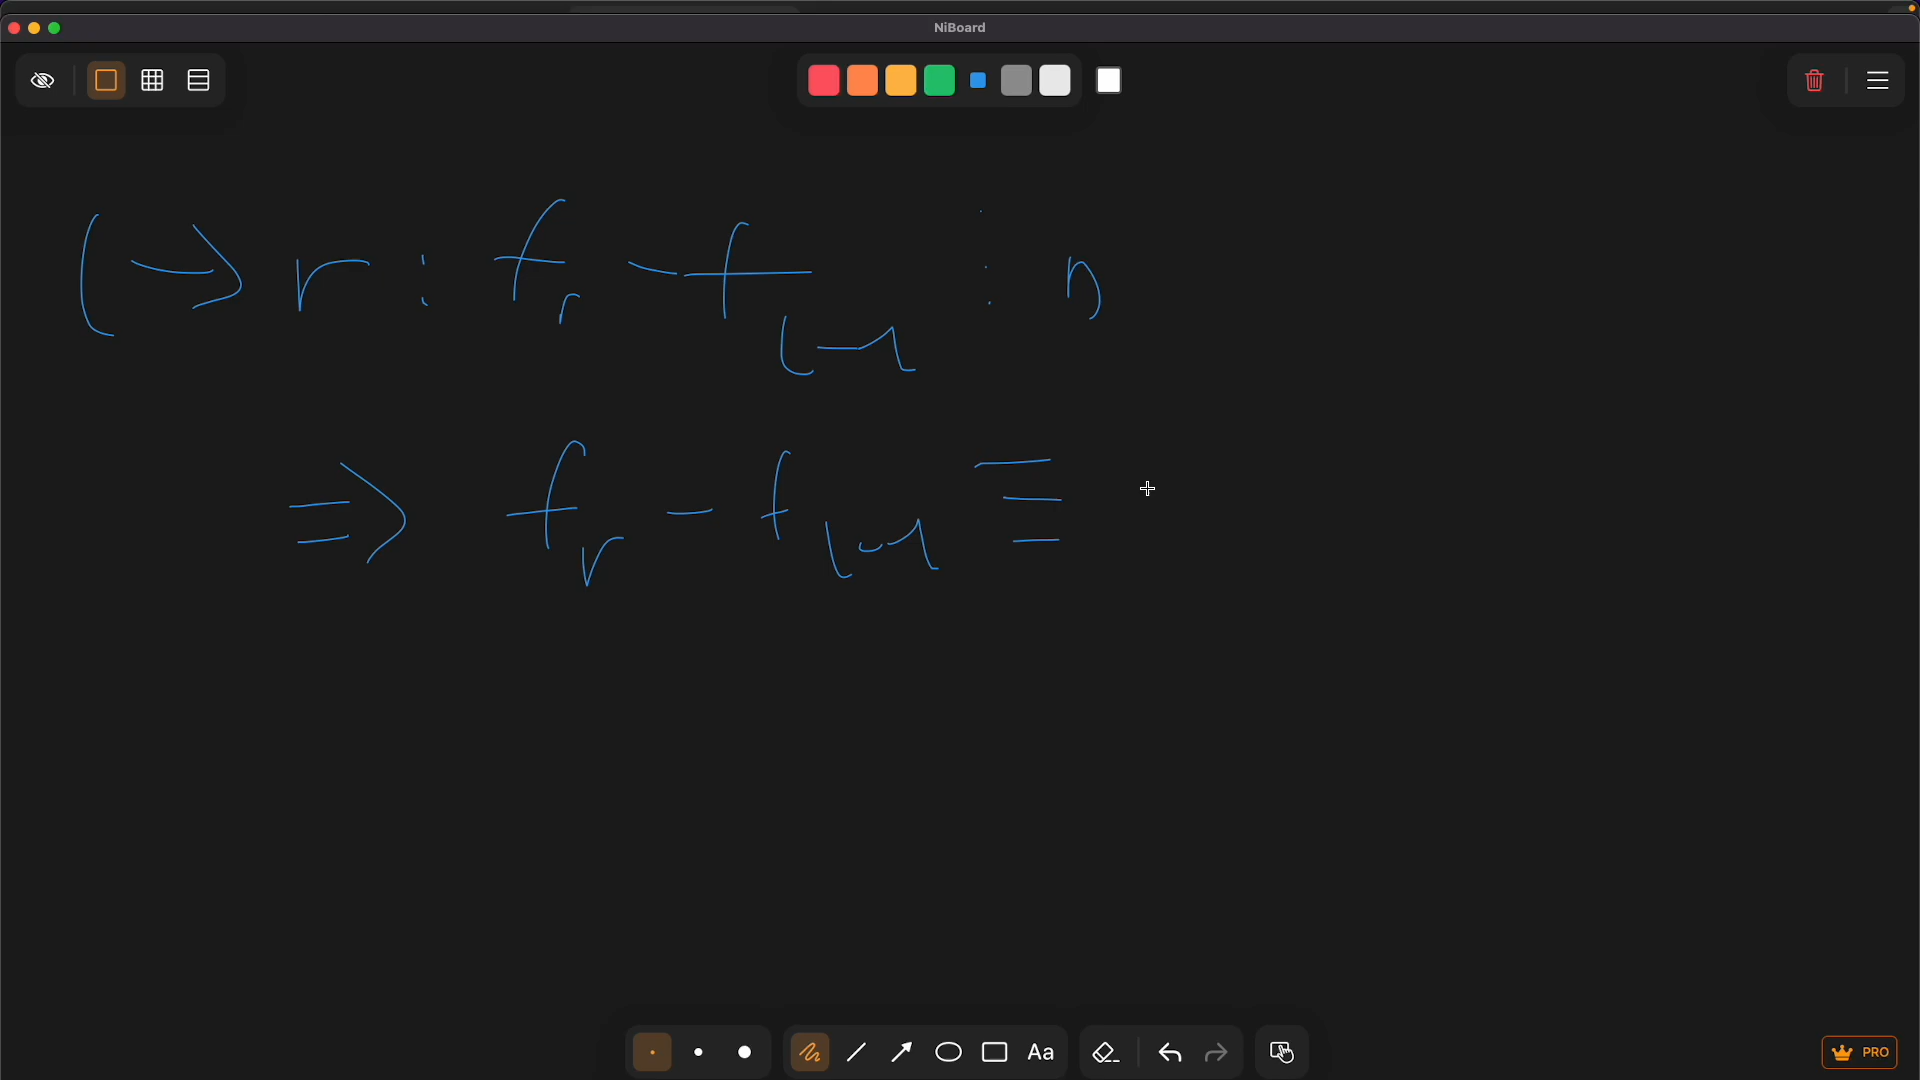 NiBoard
l → r : f_r - f_{l-1} ⋮ n
⇒ f_r - f_{l-1} ≡
Aa
PRO